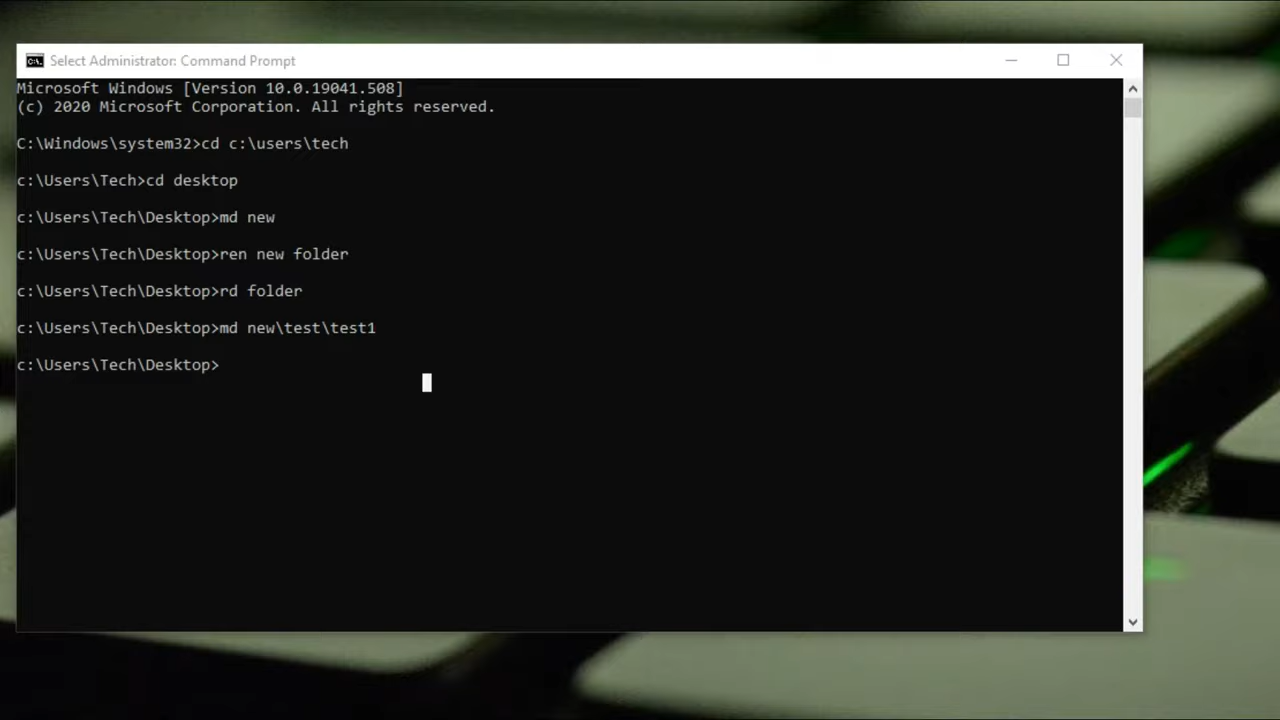 Select Administrator: Command Prompt
Microsoft Windows [Version 10.0.19041.508]
(c) 2020 Microsoft Corporation. All rights reserved.
C:\Windows\system32>cd c:\users\tech
c:\Users\Tech>cd desktop
c:\Users\Tech\Desktop>md new
c:\Users\Tech\Desktop>ren new folder
c:\Users\Tech\Desktop>rd folder
c:\Users\Tech\Desktop>md new\test\test1
c:\Users\Tech\Desktop>